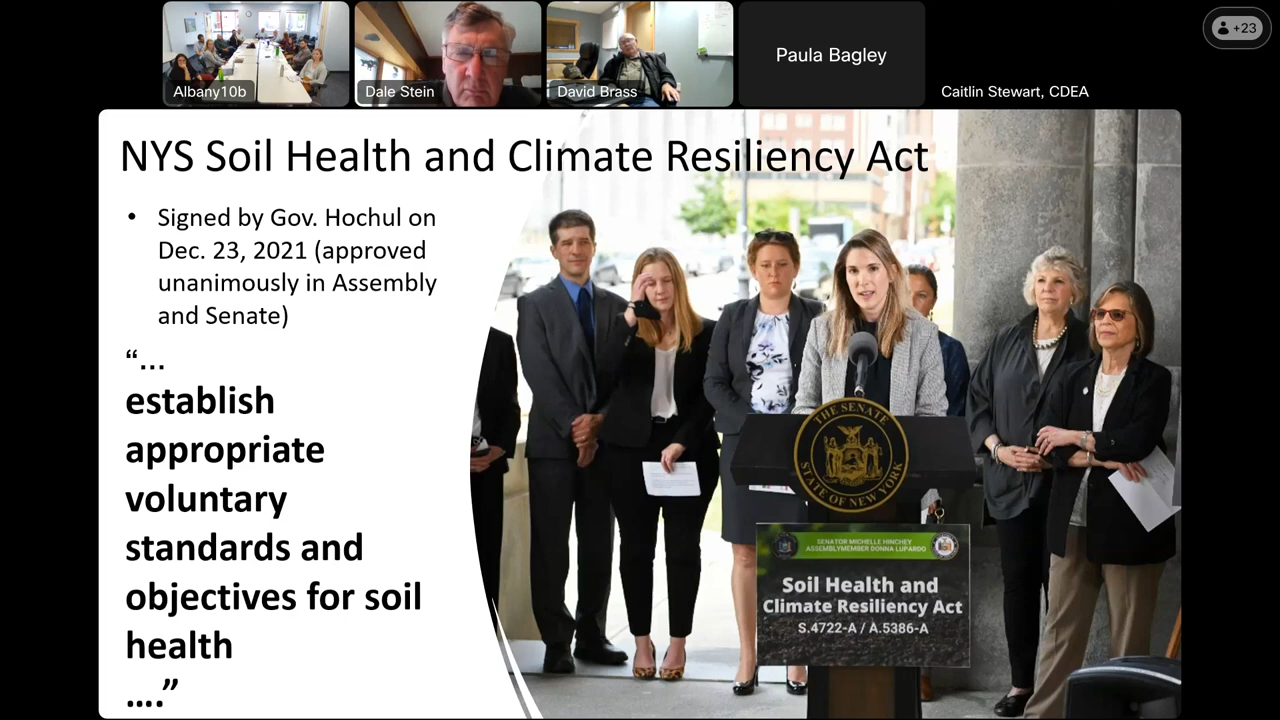 +23
Paula Bagley
Albany10b
Dale Stein
David Brass
Caitlin Stewart, CDEA
NYS Soil Health and Climate Resiliency Act
• Signed by Gov. Hochul on
Dec. 23, 2021 (approved
unanimously in Assembly
and Senate)
“...
establish
appropriate
voluntary
standards and
objectives for soil
health
....”
THE SENATE
STATE OF NEW YORK
SENATOR MICHELLE HINCHEY
ASSEMBLYMEMBER DONNA LUPARDO
Soil Health and
Climate Resiliency Act
S.4722-A / A.5386-A